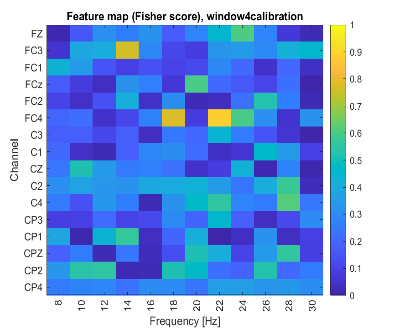 Feature map (Fisher score), window4calibration
FZ
FC3
FC1
FCz
FC2
FC4
C3
C1
CZ
C2
C4
CP3
CP1
CPZ
CP2
CP4
Channel
8 10 12 14 16 18 20 22 24 26 28 30
Frequency [Hz]
1
0.9
0.8
0.7
0.6
0.5
0.4
0.3
0.2
0.1
0